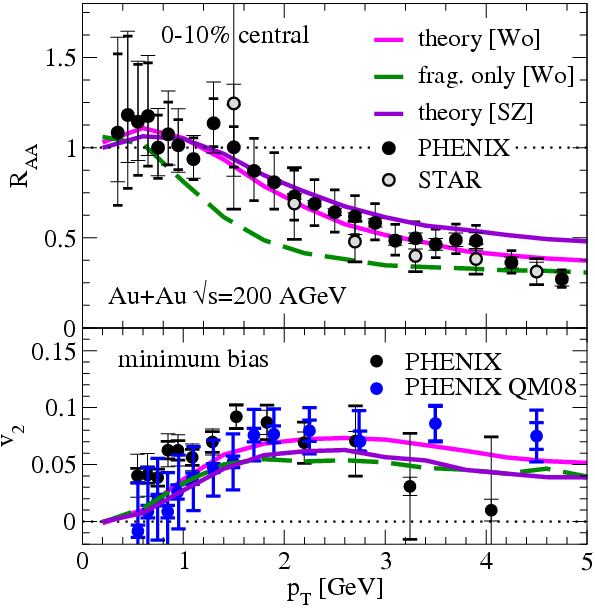 0-10% central
theory [Wo]
frag. only [Wo]
theory [SZ]
PHENIX
STAR
Au+Au √s=200 AGeV
R_AA
1.5
1
0.5
0
minimum bias
PHENIX
PHENIX QM08
v_2
0.15
0.1
0.05
0
0 1 2 3 4 5
p_T [GeV]